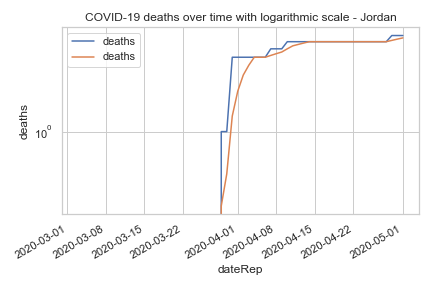 COVID-19 deaths over time with logarithmic scale - Jordan
deaths
deaths
deaths
10⁰
2020-03-01
2020-03-08
2020-03-15
2020-03-22
2020-04-01
2020-04-08
2020-04-15
2020-04-22
2020-05-01
dateRep